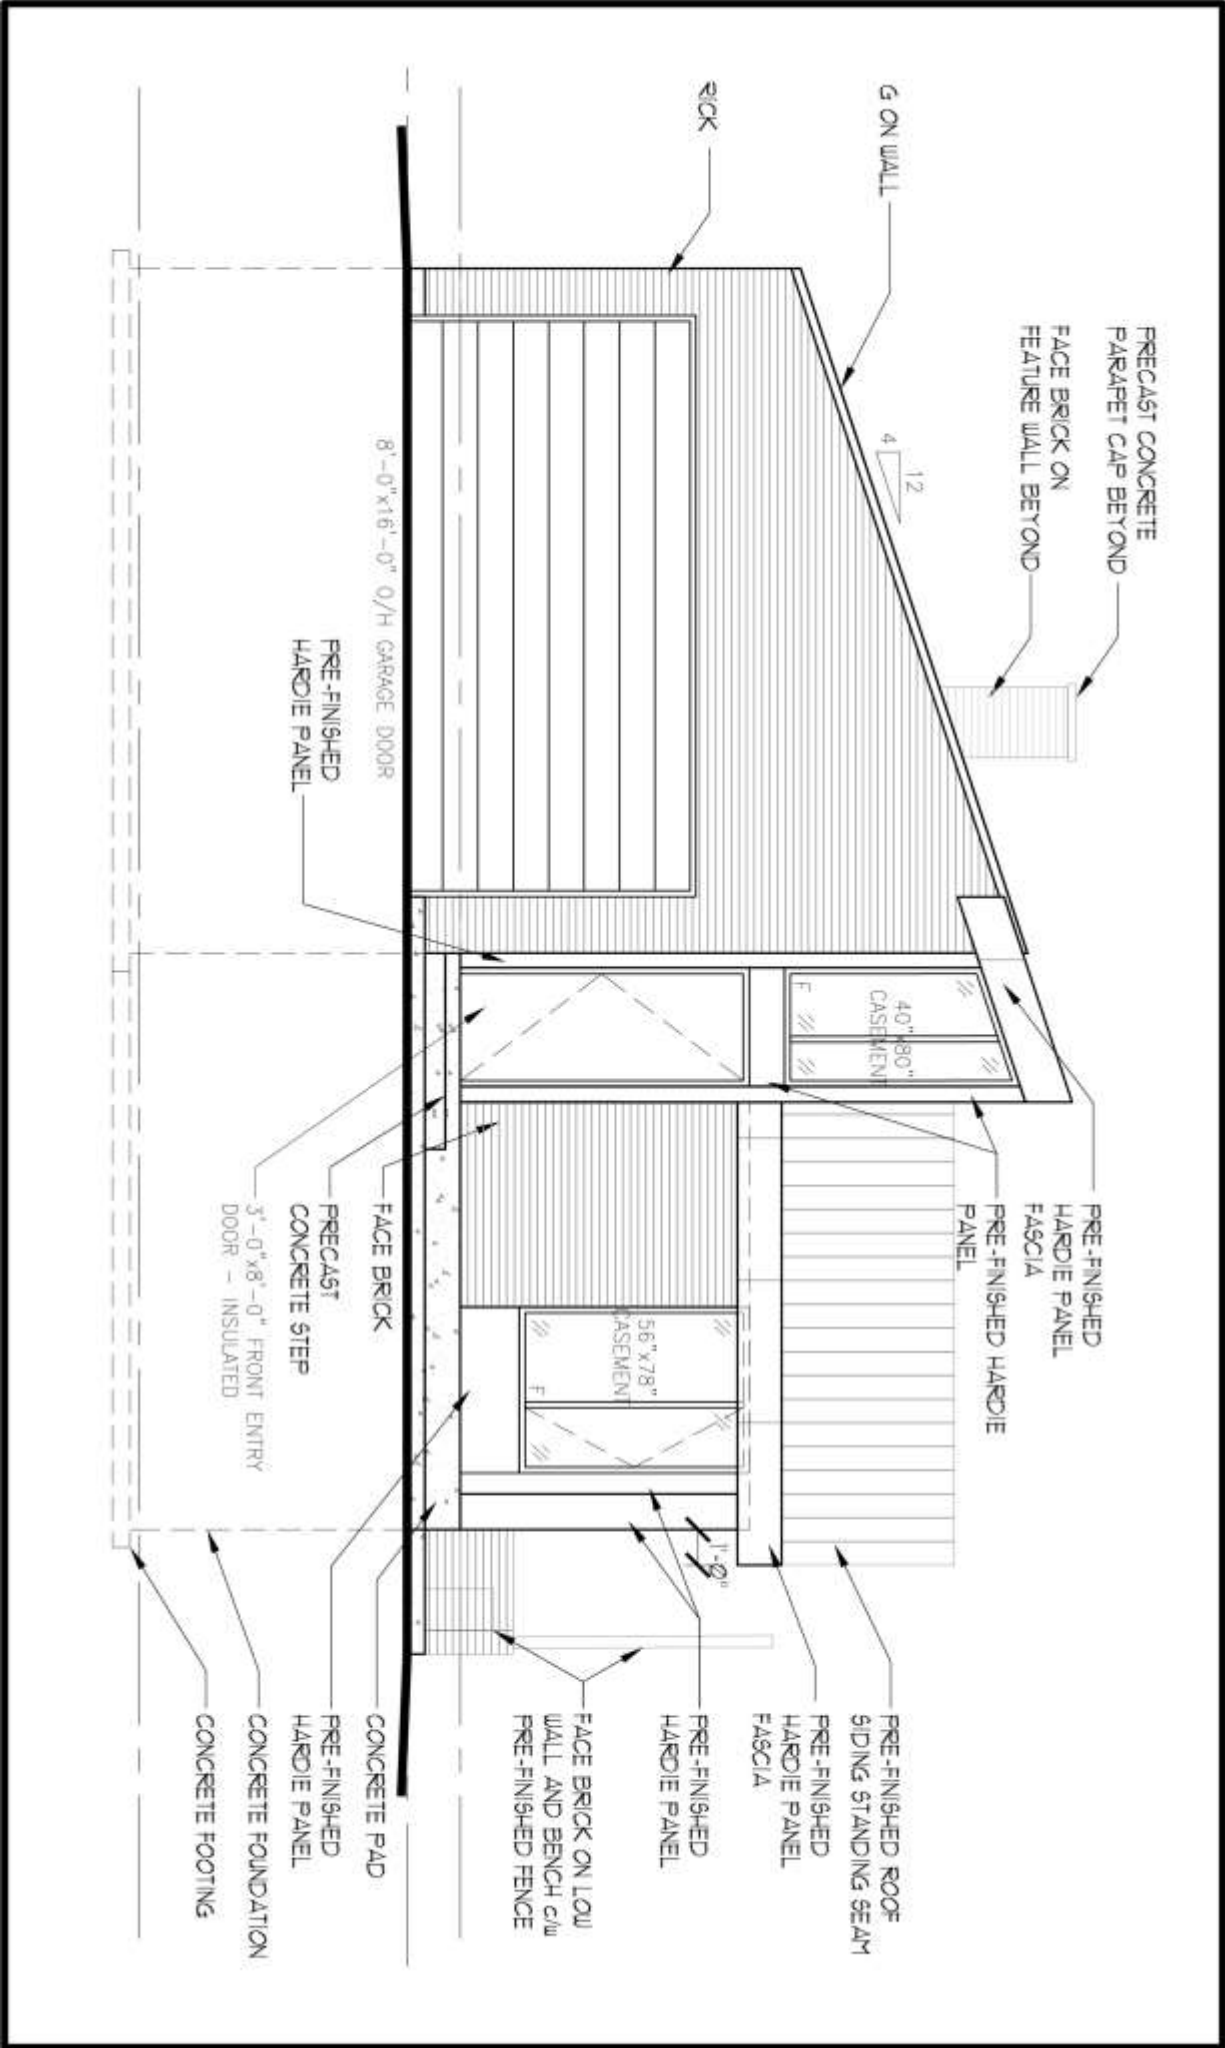 PRECAST CONCRETE
PARAPET CAP BEYOND
FACE BRICK ON
FEATURE WALL BEYOND
G ON WALL
RICK
12
4
8'-0"x16'-0" O/H GARAGE DOOR
PRE-FINISHED
HARDIE PANEL
40"x80"
CASEMENT
F
PRE-FINISHED
HARDIE PANEL
FASCIA
PRE-FINISHED HARDIE
PANEL
FACE BRICK
PRECAST
CONCRETE STEP
3'-0"x8'-0" FRONT ENTRY
DOOR - INSULATED
56"x78"
CASEMENT
F
1'-0"
PRE-FINISHED ROOF
SIDING STANDING SEAM
PRE-FINISHED
HARDIE PANEL
FASCIA
PRE-FINISHED
HARDIE PANEL
FACE BRICK ON LOW
WALL AND BENCH c/w
PRE-FINISHED FENCE
CONCRETE PAD
PRE-FINISHED
HARDIE PANEL
CONCRETE FOUNDATION
CONCRETE FOOTING